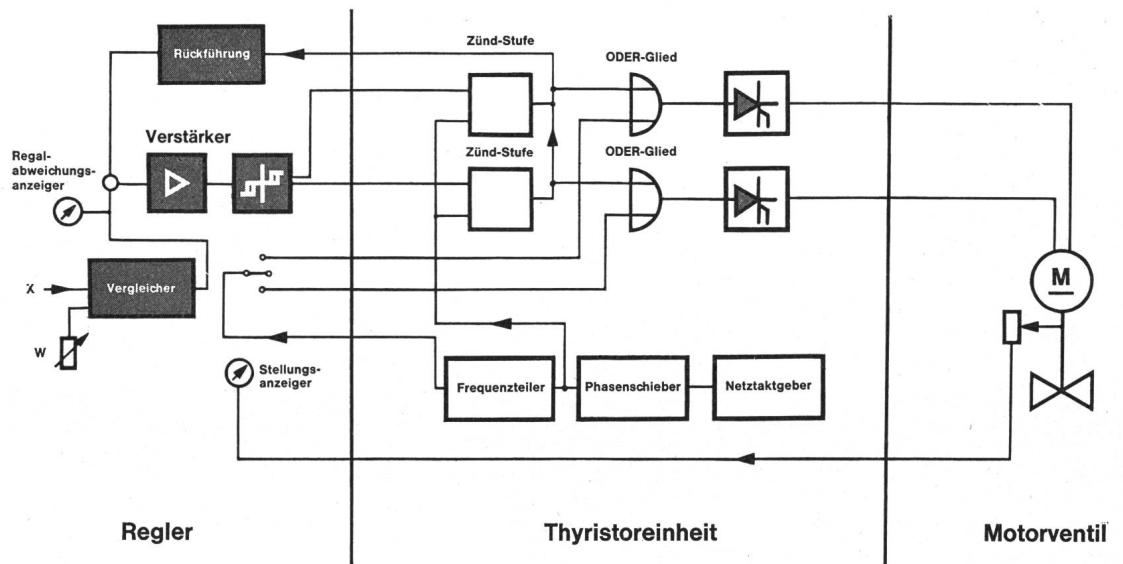 Zünd-Stufe
Rückführung
ODER-Glied
Verstärker
Zünd-Stufe
ODER-Glied
Regal-
abweichungs-
anzeiger
X
Vergleicher
M
W
Stellungs-
anzeiger
Frequenzteiler
Phasenschieber
Netztaktgeber
Regler
Thyristoreinheit
Motorventil